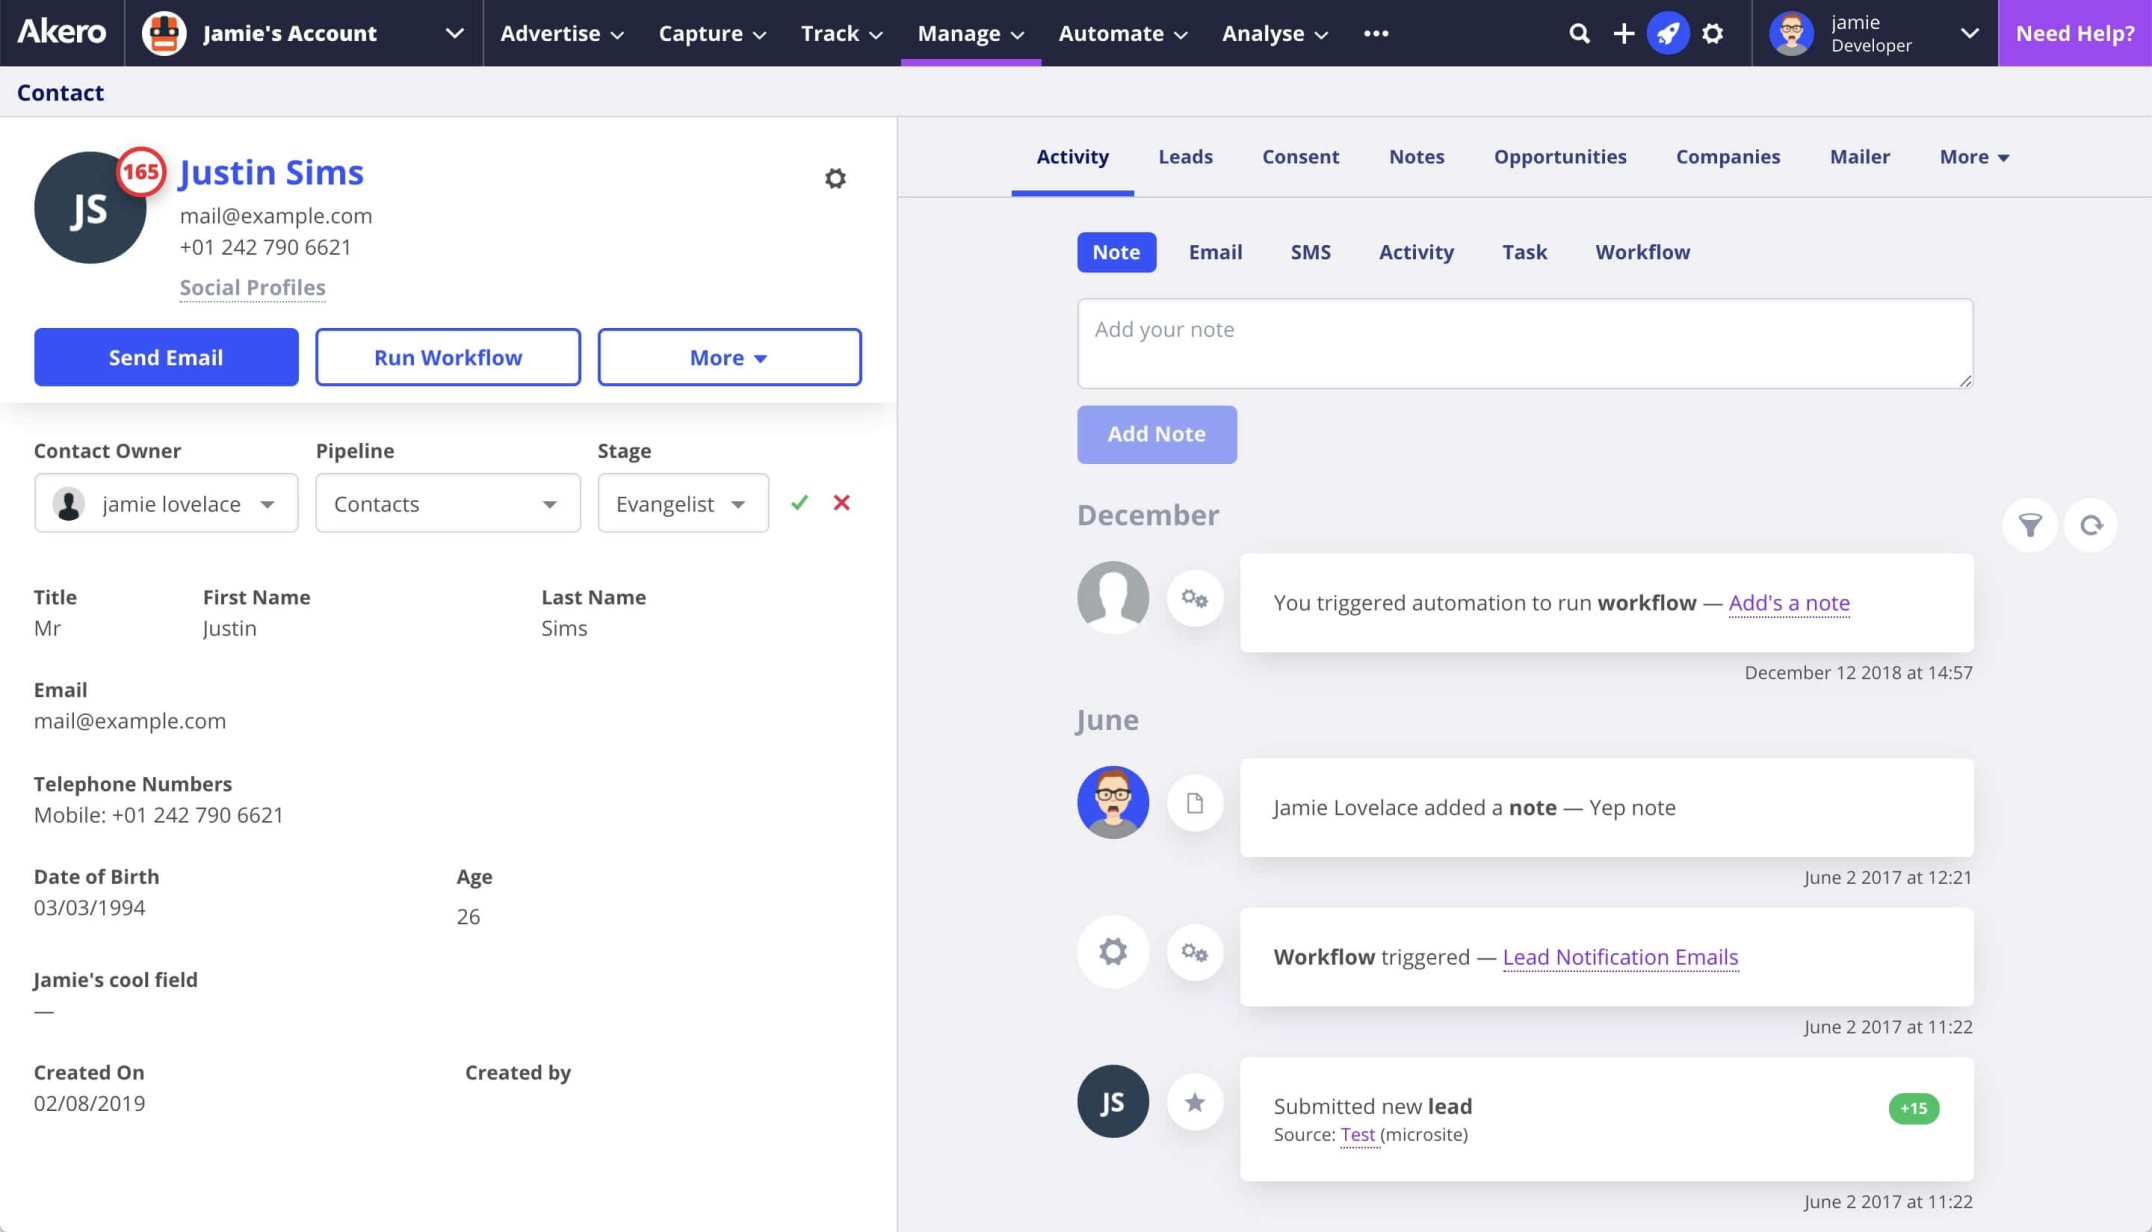 Akero
Jamie's Account
Advertise
Capture
Track
Manage
Automate
Analyse
•••
jamie
Developer
Need Help?
Contact
JS
165
Justin Sims
mail@example.com
+01 242 790 6621
Social Profiles
Send Email
Run Workflow
More
Contact Owner
Pipeline
Stage
jamie lovelace
Contacts
Evangelist
Title
First Name
Last Name
Mr
Justin
Sims
Email
mail@example.com
Telephone Numbers
Mobile: +01 242 790 6621
Date of Birth
Age
03/03/1994
26
Jamie's cool field
—
Created On
Created by
02/08/2019
Activity
Leads
Consent
Notes
Opportunities
Companies
Mailer
More
Note
Email
SMS
Activity
Task
Workflow
Add your note
Add Note
December
You triggered automation to run workflow — Add's a note
December 12 2018 at 14:57
June
Jamie Lovelace added a note — Yep note
June 2 2017 at 12:21
Workflow triggered — Lead Notification Emails
June 2 2017 at 11:22
JS
Submitted new lead
Source: Test (microsite)
+15
June 2 2017 at 11:22